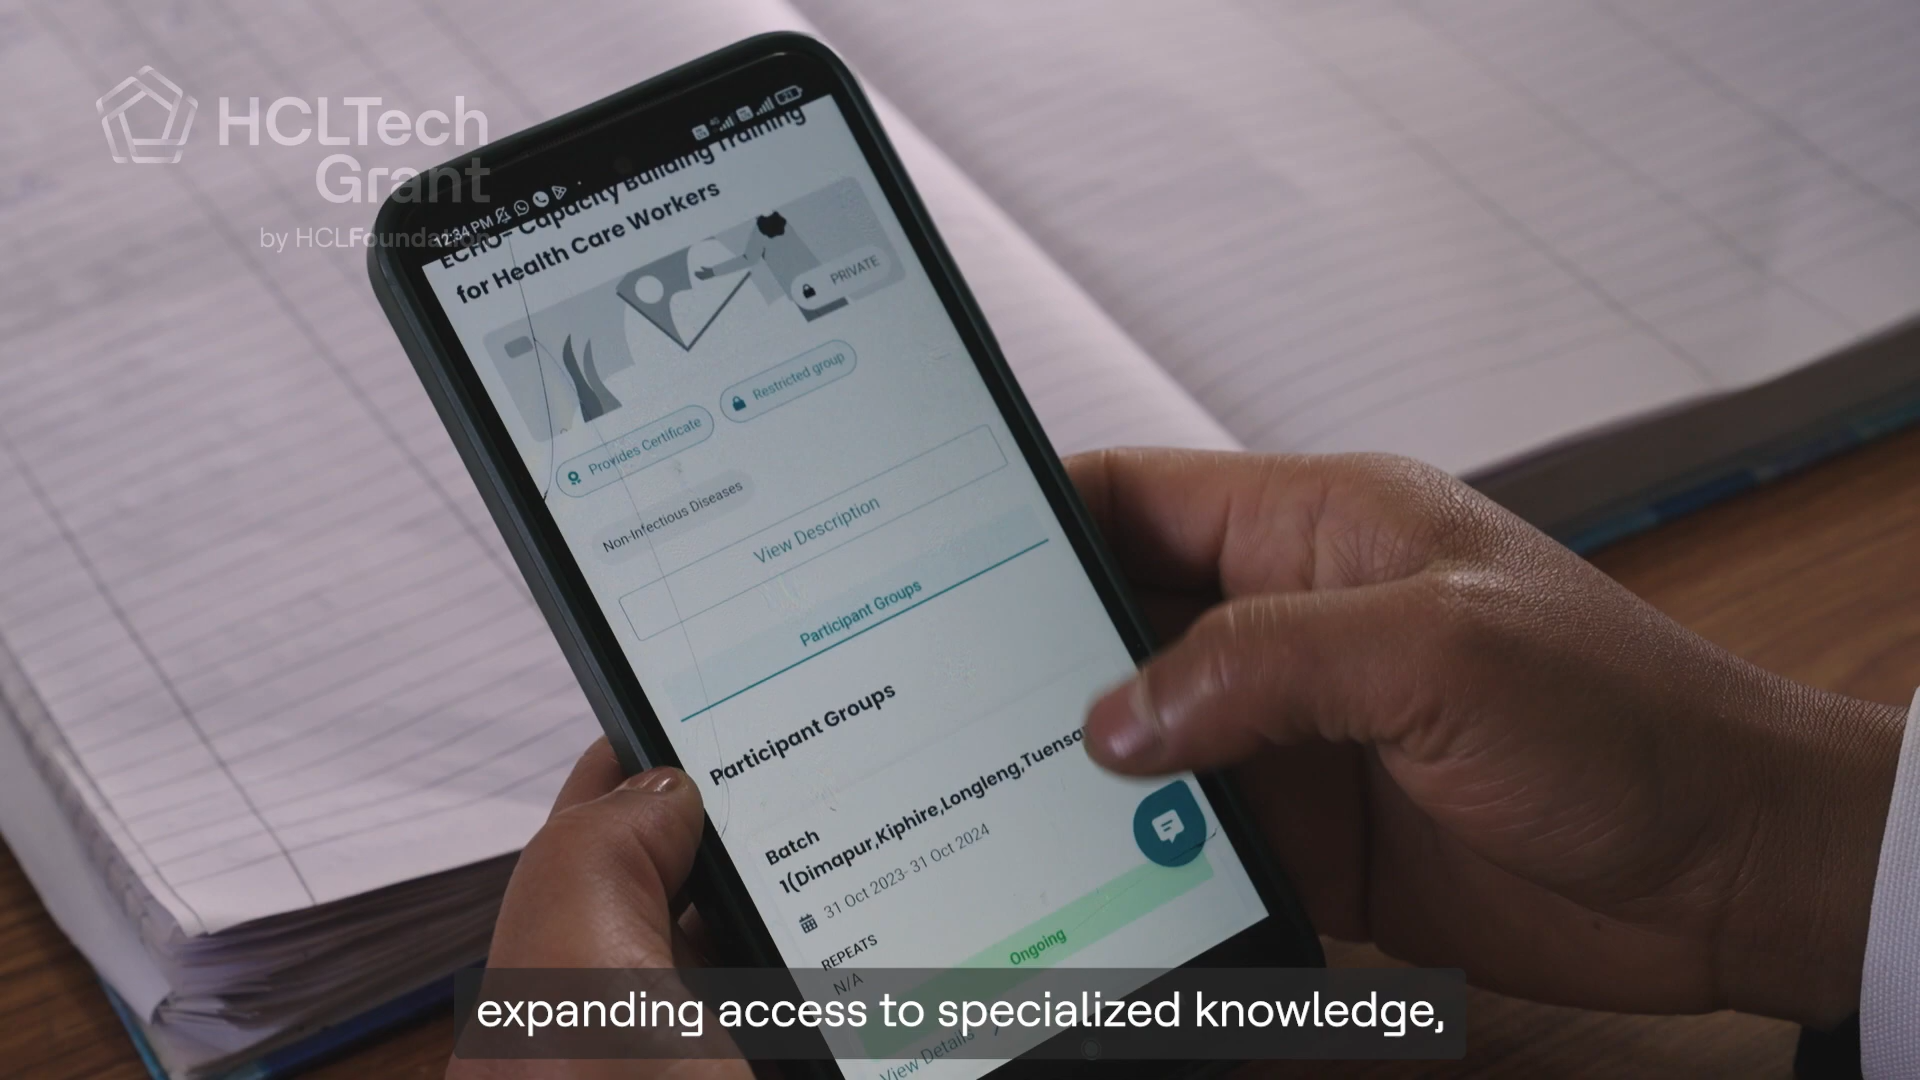 HCLTech
Grant
by HCLFoundation
12:34 PM
ECHO- Capacity Building Training
for Health Care Workers
PRIVATE
Provides Certificate
Restricted group
Non-Infectious Diseases
View Description
Participant Groups
Participant Groups
Batch
1(Dimapur,Kiphire,Longleng,Tuensa
31 Oct 2023- 31 Oct 2024
REPEATS
N/A
Ongoing
View Details
expanding access to specialized knowledge,